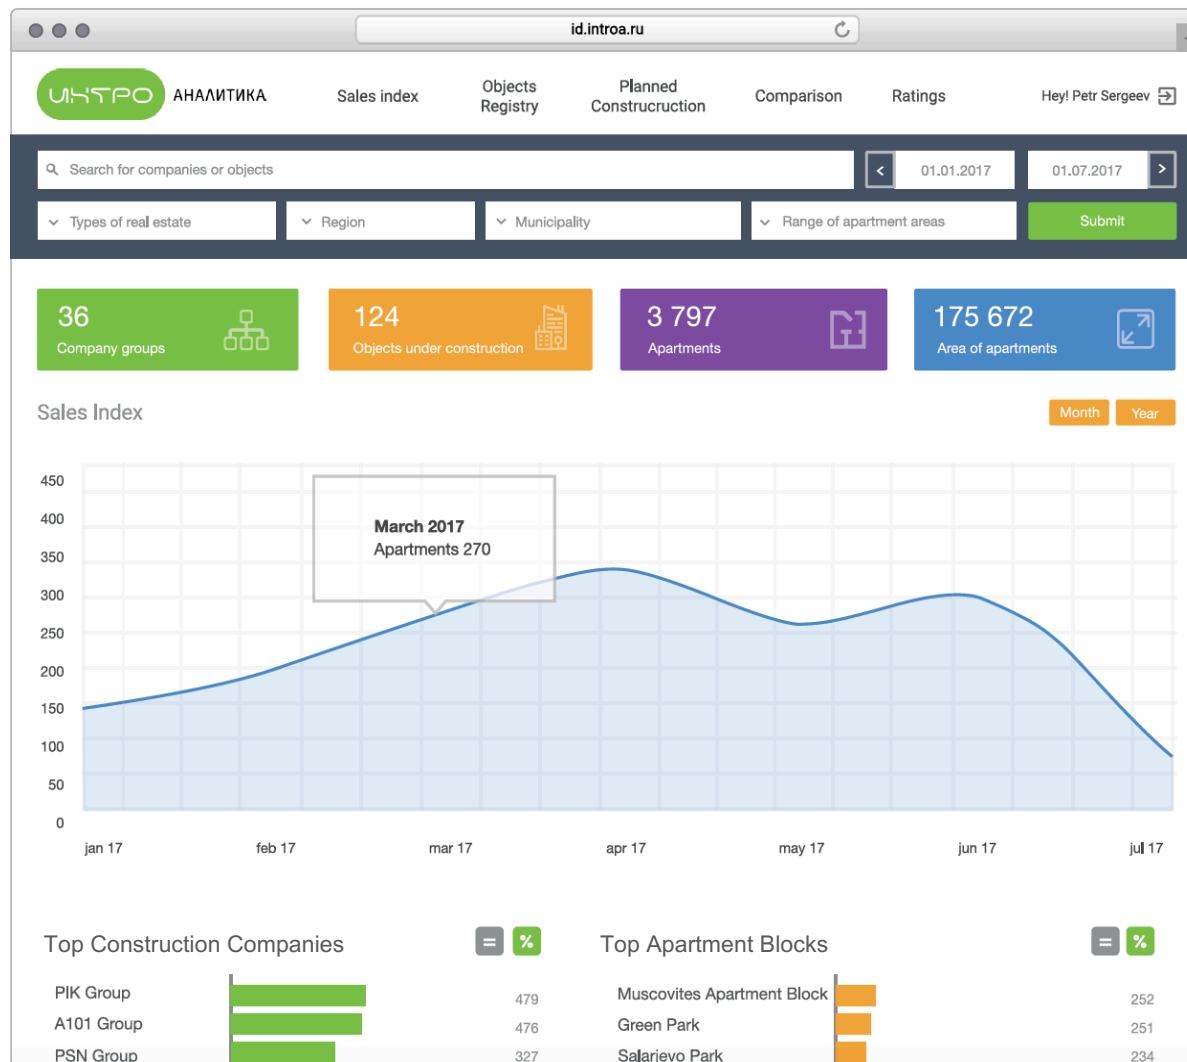 id.introa.ru
ИНТРО АНАЛИТИКА
Sales index
Objects
Registry
Planned
Construcruction
Comparison
Ratings
Hey! Petr Sergeev
Search for companies or objects
<
01.01.2017
01.07.2017
>
Types of real estate
Region
Municipality
Range of apartment areas
Submit
36
Company groups
124
Objects under construction
3 797
Apartments
175 672
Area of apartments
Sales Index
Month
Year
450
400
350
300
250
200
150
100
50
0
March 2017
Apartments 270
jan 17
feb 17
mar 17
apr 17
may 17
jun 17
jul 17
Top Construction Companies
= %
PIK Group 479
A101 Group 476
PSN Group 327
Top Apartment Blocks
= %
Muscovites Apartment Block 252
Green Park 251
Salarievo Park 234